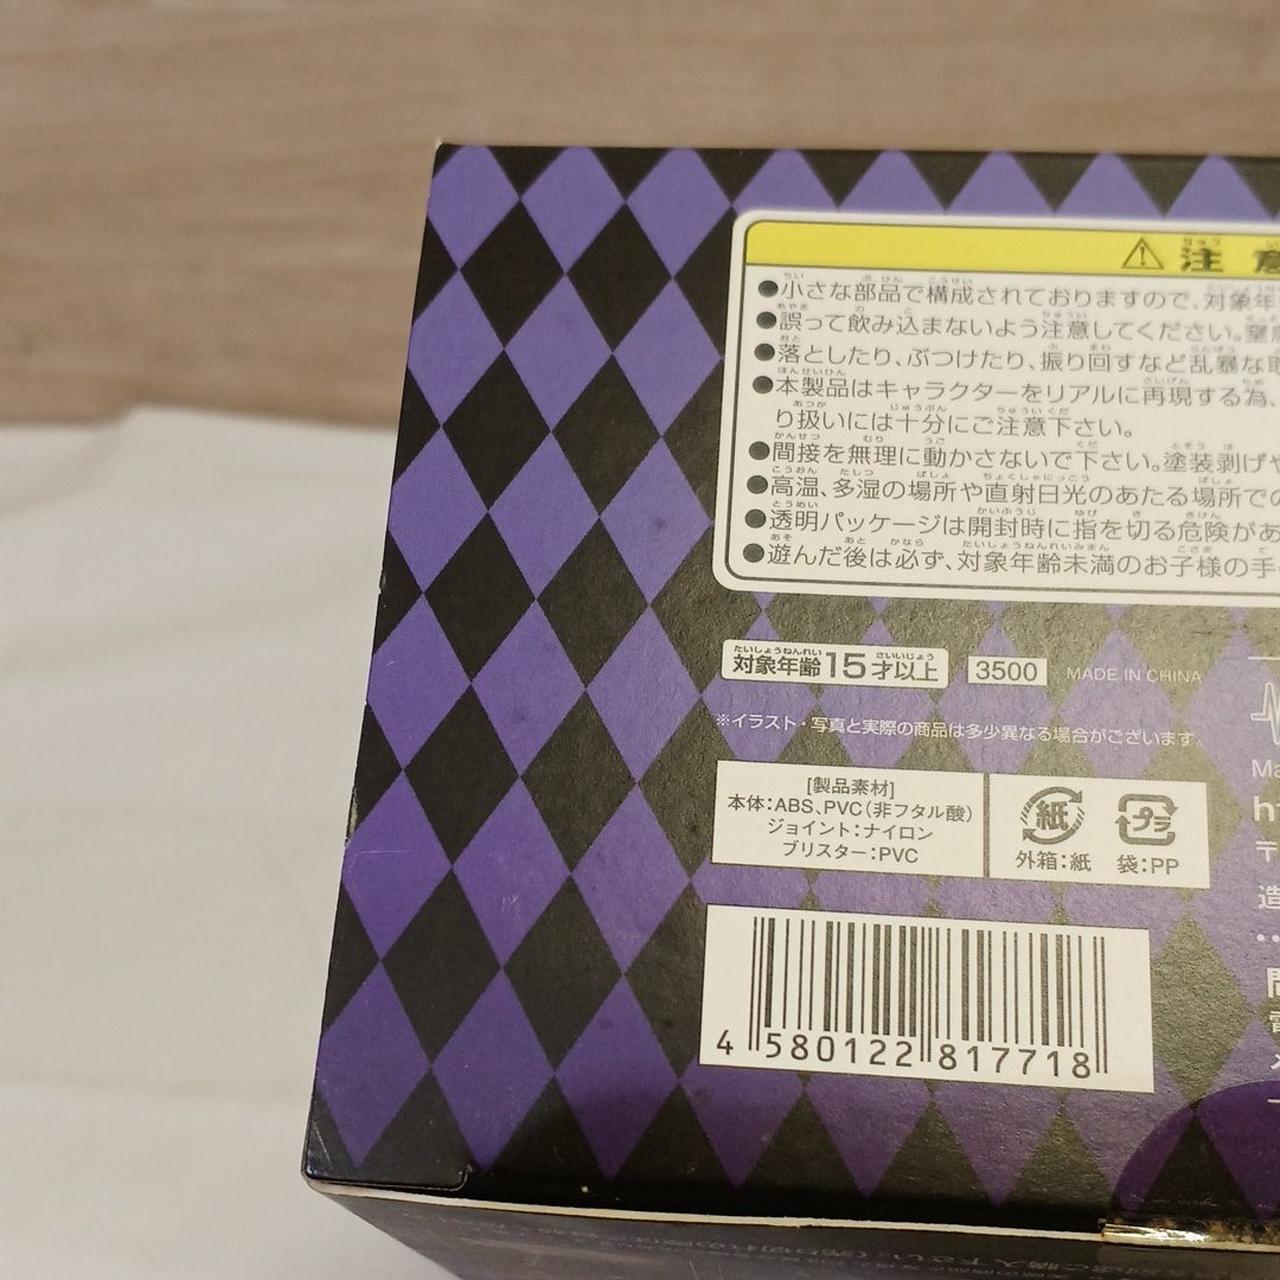 ⚠ 注 意
●小さな部品で構成されておりますので、対象年
●誤って飲み込まないよう注意してください。窒
●落としたり、ぶつけたり、振り回すなど乱暴な取
●本製品はキャラクターをリアルに再現する為、
り扱いには十分にご注意下さい。
●間接を無理に動かさないで下さい。塗装剥げや
●高温、多湿の場所や直射日光のあたる場所での
●透明パッケージは開封時に指を切る危険があ
●遊んだ後は必ず、対象年齢未満のお子様の手
対象年齢15才以上 3500 MADE IN CHINA
※イラスト・写真と実際の商品は多少異なる場合がございます。
[製品素材]
本体：ABS、PVC（非フタル酸）
ジョイント：ナイロン
ブリスター：PVC
紙 プラ
外箱：紙 袋：PP
Ma
h
〒
造
4 580122 817718